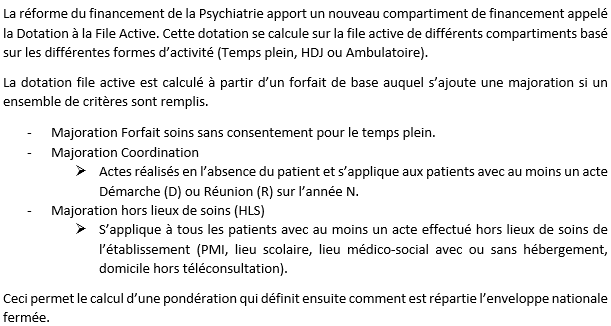 La réforme du financement de la Psychiatrie apport un nouveau compartiment de financement appelé
la Dotation à la File Active. Cette dotation se calcule sur la file active de différents compartiments basé
sur les différentes formes d’activité (Temps plein, HDJ ou Ambulatoire).
La dotation file active est calculé à partir d’un forfait de base auquel s’ajoute une majoration si un
ensemble de critères sont remplis.
- Majoration Forfait soins sans consentement pour le temps plein.
- Majoration Coordination
➢ Actes réalisés en l’absence du patient et s’applique aux patients avec au moins un acte
Démarche (D) ou Réunion (R) sur l’année N.
- Majoration hors lieux de soins (HLS)
➢ S’applique à tous les patients avec au moins un acte effectué hors lieux de soins de
l’établissement (PMI, lieu scolaire, lieu médico-social avec ou sans hébergement,
domicile hors téléconsultation).
Ceci permet le calcul d’une pondération qui définit ensuite comment est répartie l’enveloppe nationale
fermée.